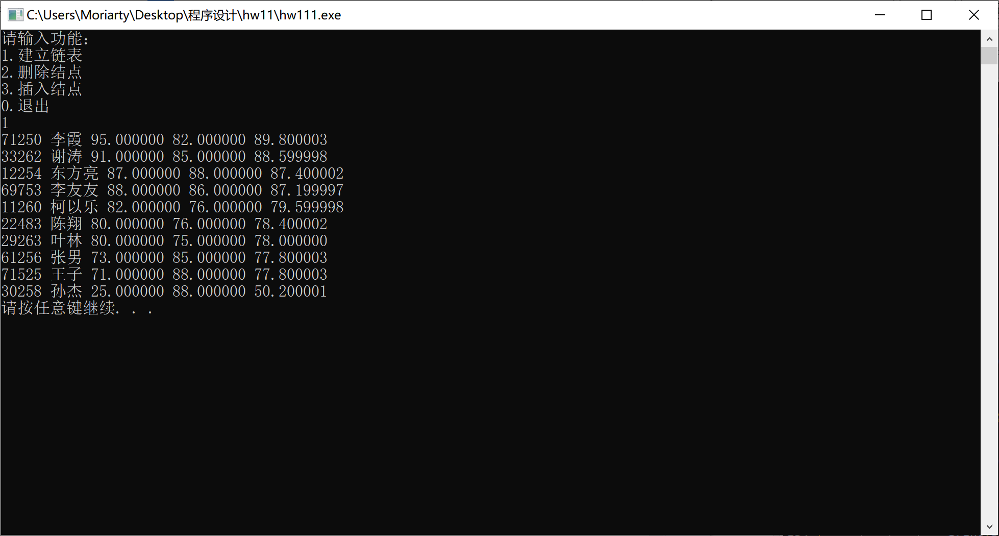 C:\Users\Moriarty\Desktop\程序设计\hw11\hw111.exe
请输入功能：
1.建立链表
2.删除结点
3.插入结点
0.退出
1
71250 李霞 95.000000 82.000000 89.800003
33262 谢涛 91.000000 85.000000 88.599998
12254 东方亮 87.000000 88.000000 87.400002
69753 李友友 88.000000 86.000000 87.199997
11260 柯以乐 82.000000 76.000000 79.599998
22483 陈翔 80.000000 76.000000 78.400002
29263 叶林 80.000000 75.000000 78.000000
61256 张男 73.000000 85.000000 77.800003
71525 王子 71.000000 88.000000 77.800003
30258 孙杰 25.000000 88.000000 50.200001
请按任意键继续. . .